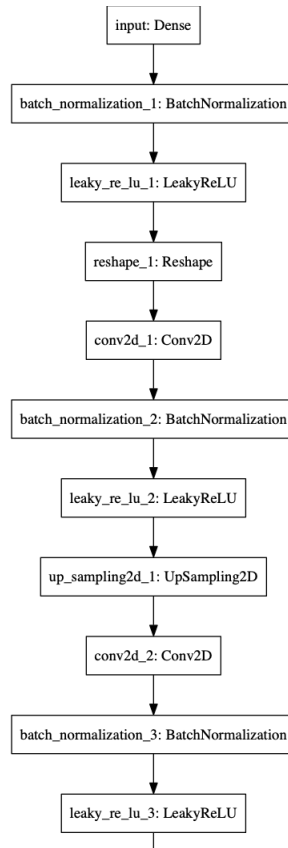 input: Dense
batch_normalization_1: BatchNormalization
leaky_re_lu_1: LeakyReLU
reshape_1: Reshape
conv2d_1: Conv2D
batch_normalization_2: BatchNormalization
leaky_re_lu_2: LeakyReLU
up_sampling2d_1: UpSampling2D
conv2d_2: Conv2D
batch_normalization_3: BatchNormalization
leaky_re_lu_3: LeakyReLU